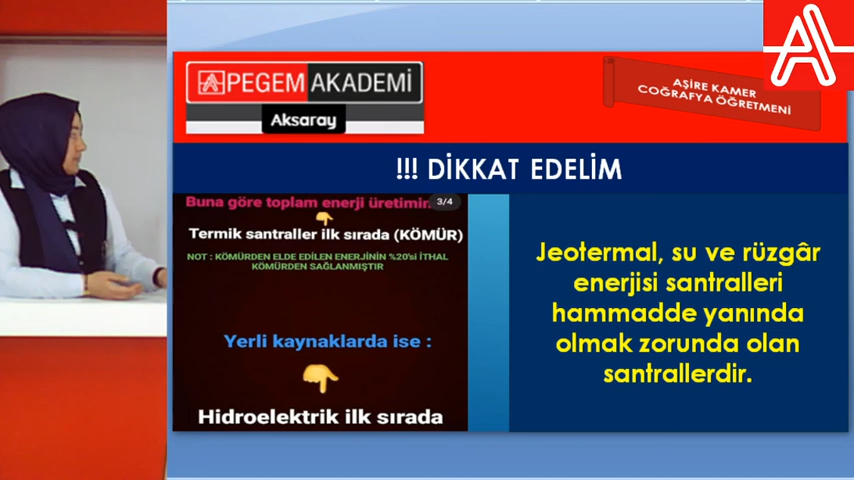 PEGEM AKADEMİ
Aksaray
AŞİRE KAMER
COĞRAFYA ÖĞRETMENİ
!!! DİKKAT EDELİM
Buna göre toplam enerji
3/4
Termik santraller ilk sırada (KÖMÜR)
NOT : KÖMÜRDEN ELDE EDİLEN ENERJİNİN %20'si İTHAL
KÖMÜRDEN SAĞLANMIŞTIR
Yerli kaynaklarda ise :
Hidroelektrik ilk sırada
Jeotermal, su ve rüzgâr
enerjisi santralleri
hammadde yanında
olmak zorunda olan
santrallerdir.